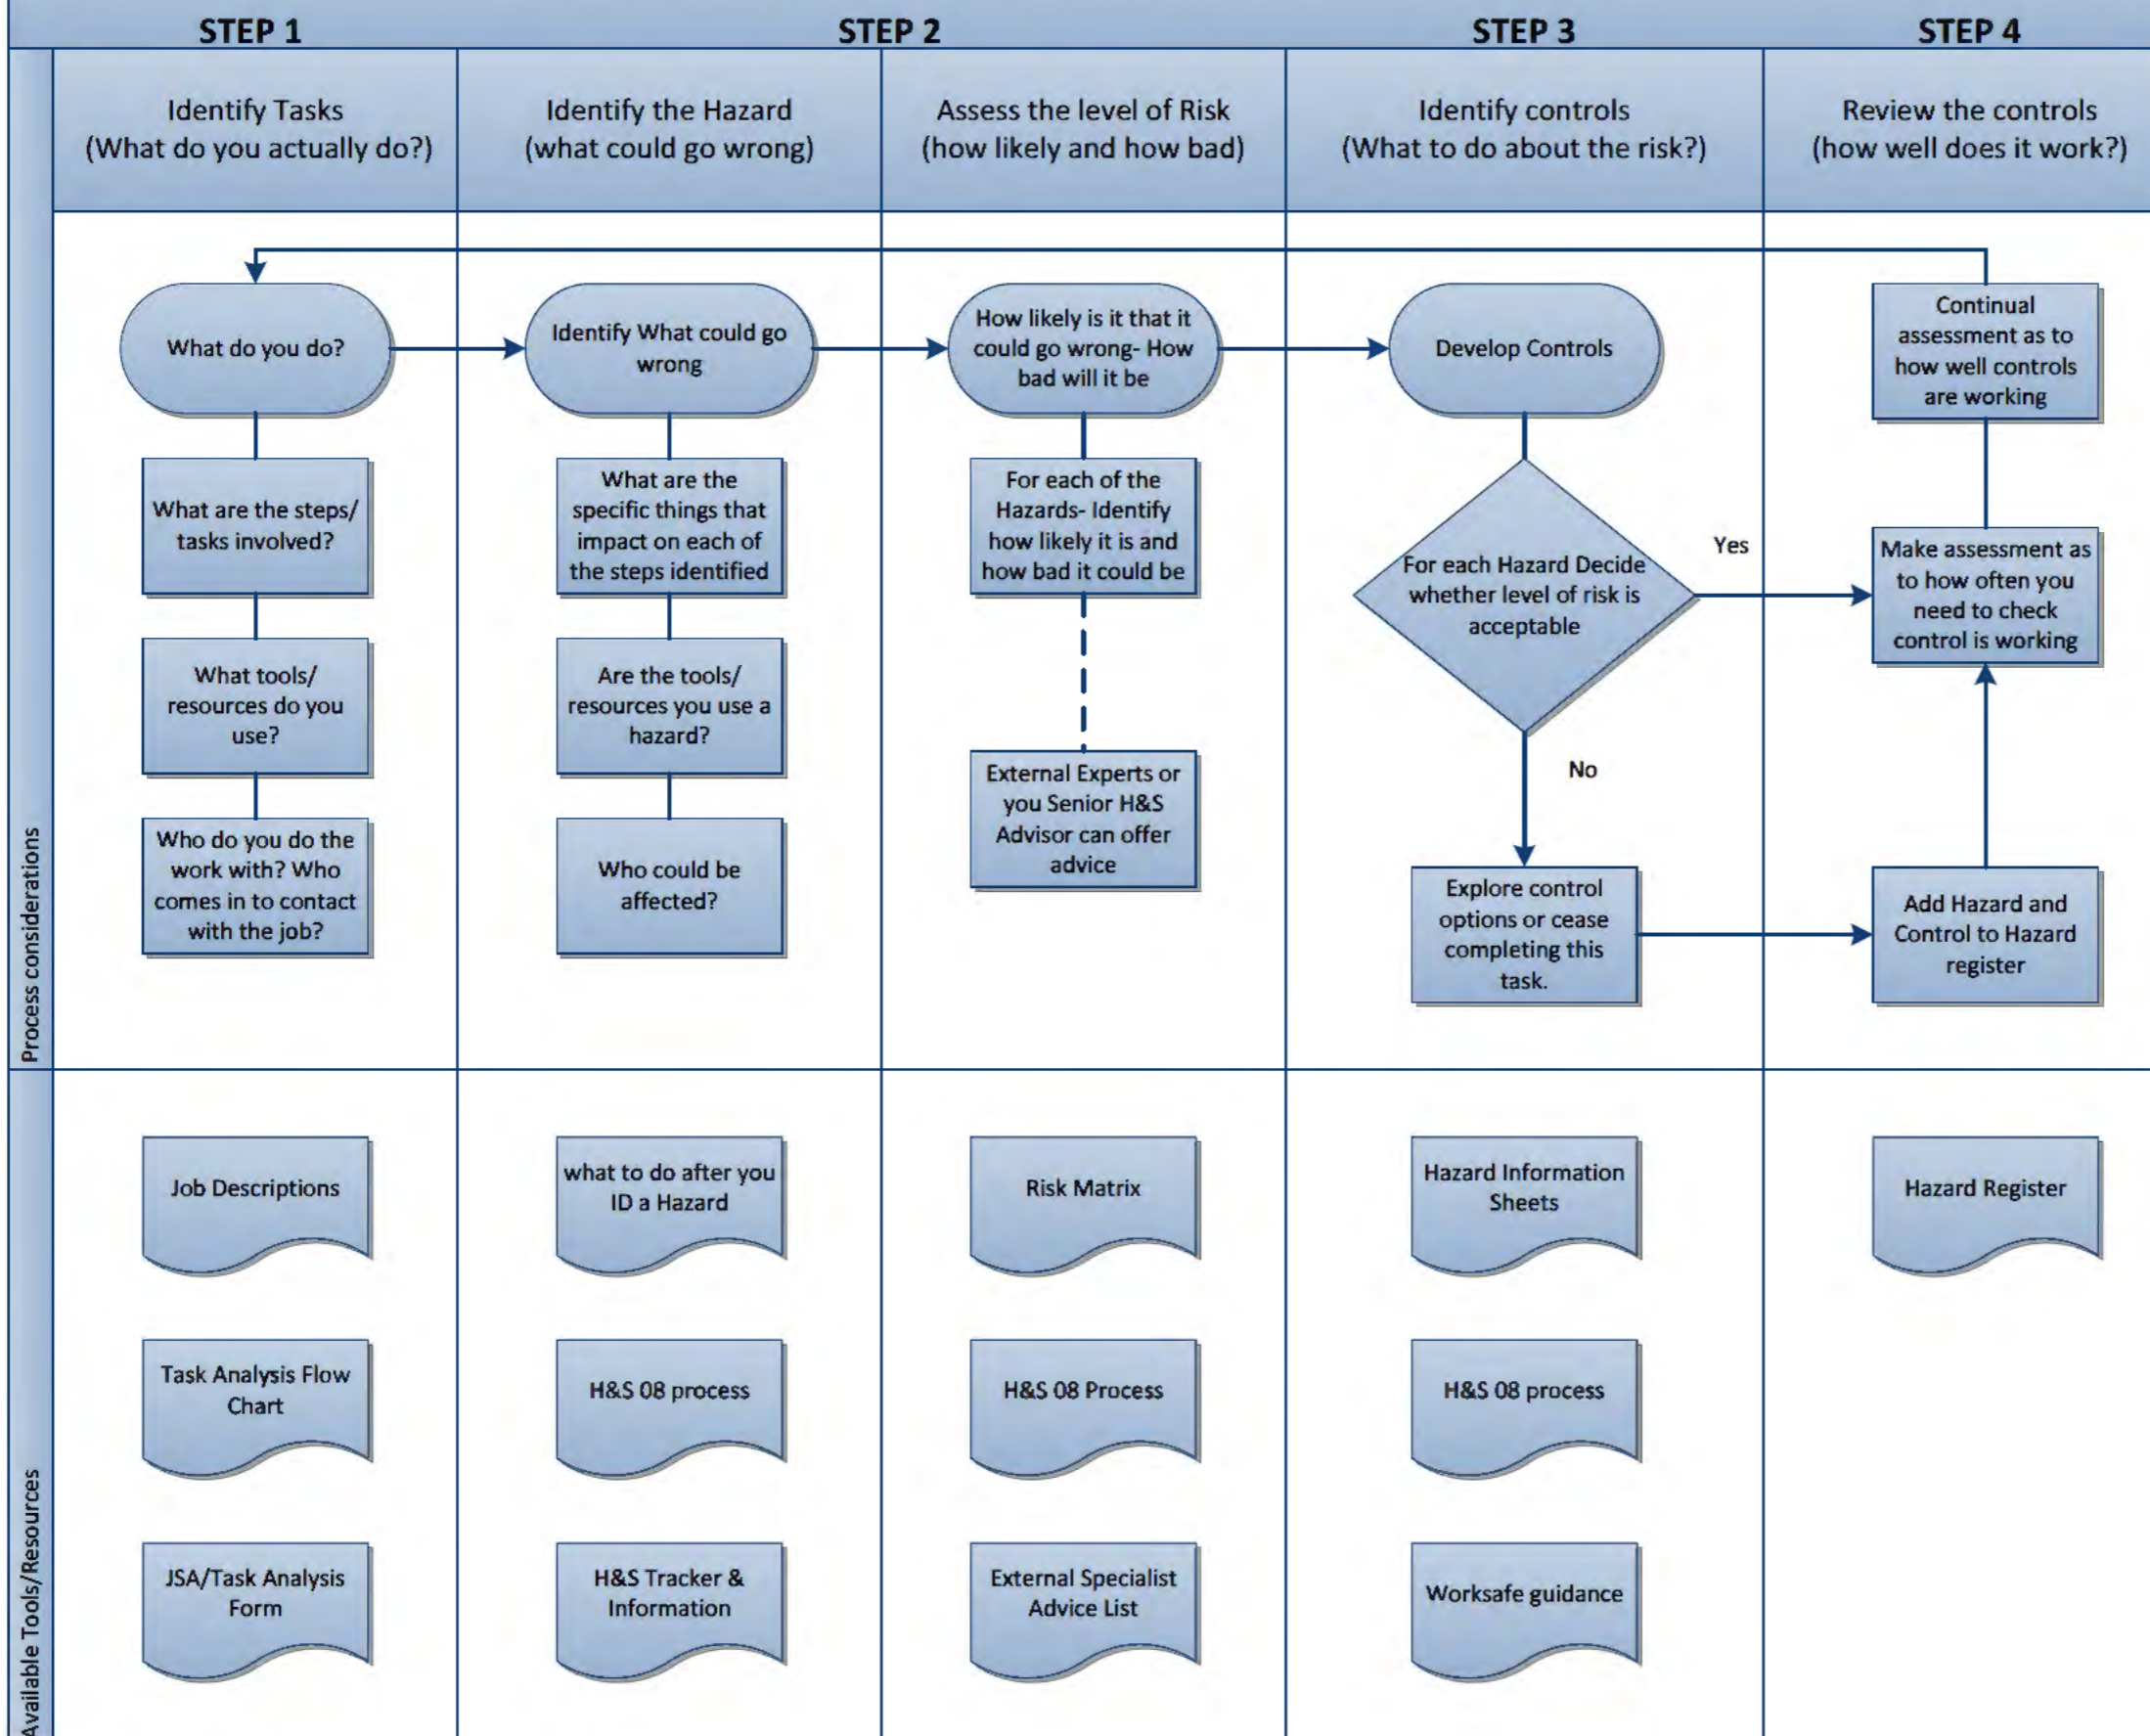 STEP 1
STEP 2
STEP 3
STEP 4
Identify Tasks
(What do you actually do?)
Identify the Hazard
(what could go wrong)
Assess the level of Risk
(how likely and how bad)
Identify controls
(What to do about the risk?)
Review the controls
(how well does it work?)
Process considerations
What do you do?
What are the steps/
tasks involved?
What tools/
resources do you
use?
Who do you do the
work with? Who
comes in to contact
with the job?
Identify What could go
wrong
What are the
specific things that
impact on each of
the steps identified
Are the tools/
resources you use a
hazard?
Who could be
affected?
How likely is it that it
could go wrong- How
bad will it be
For each of the
Hazards- Identify
how likely it is and
how bad it could be
External Experts or
you Senior H&S
Advisor can offer
advice
Develop Controls
For each Hazard Decide
whether level of risk is
acceptable
Yes
No
Explore control
options or cease
completing this
task.
Continual
assessment as to
how well controls
are working
Make assessment as
to how often you
need to check
control is working
Add Hazard and
Control to Hazard
register
Available Tools/Resources
Job Descriptions
Task Analysis Flow
Chart
JSA/Task Analysis
Form
what to do after you
ID a Hazard
H&S 08 process
H&S Tracker &
Information
Risk Matrix
H&S 08 Process
External Specialist
Advice List
Hazard Information
Sheets
H&S 08 process
Worksafe guidance
Hazard Register